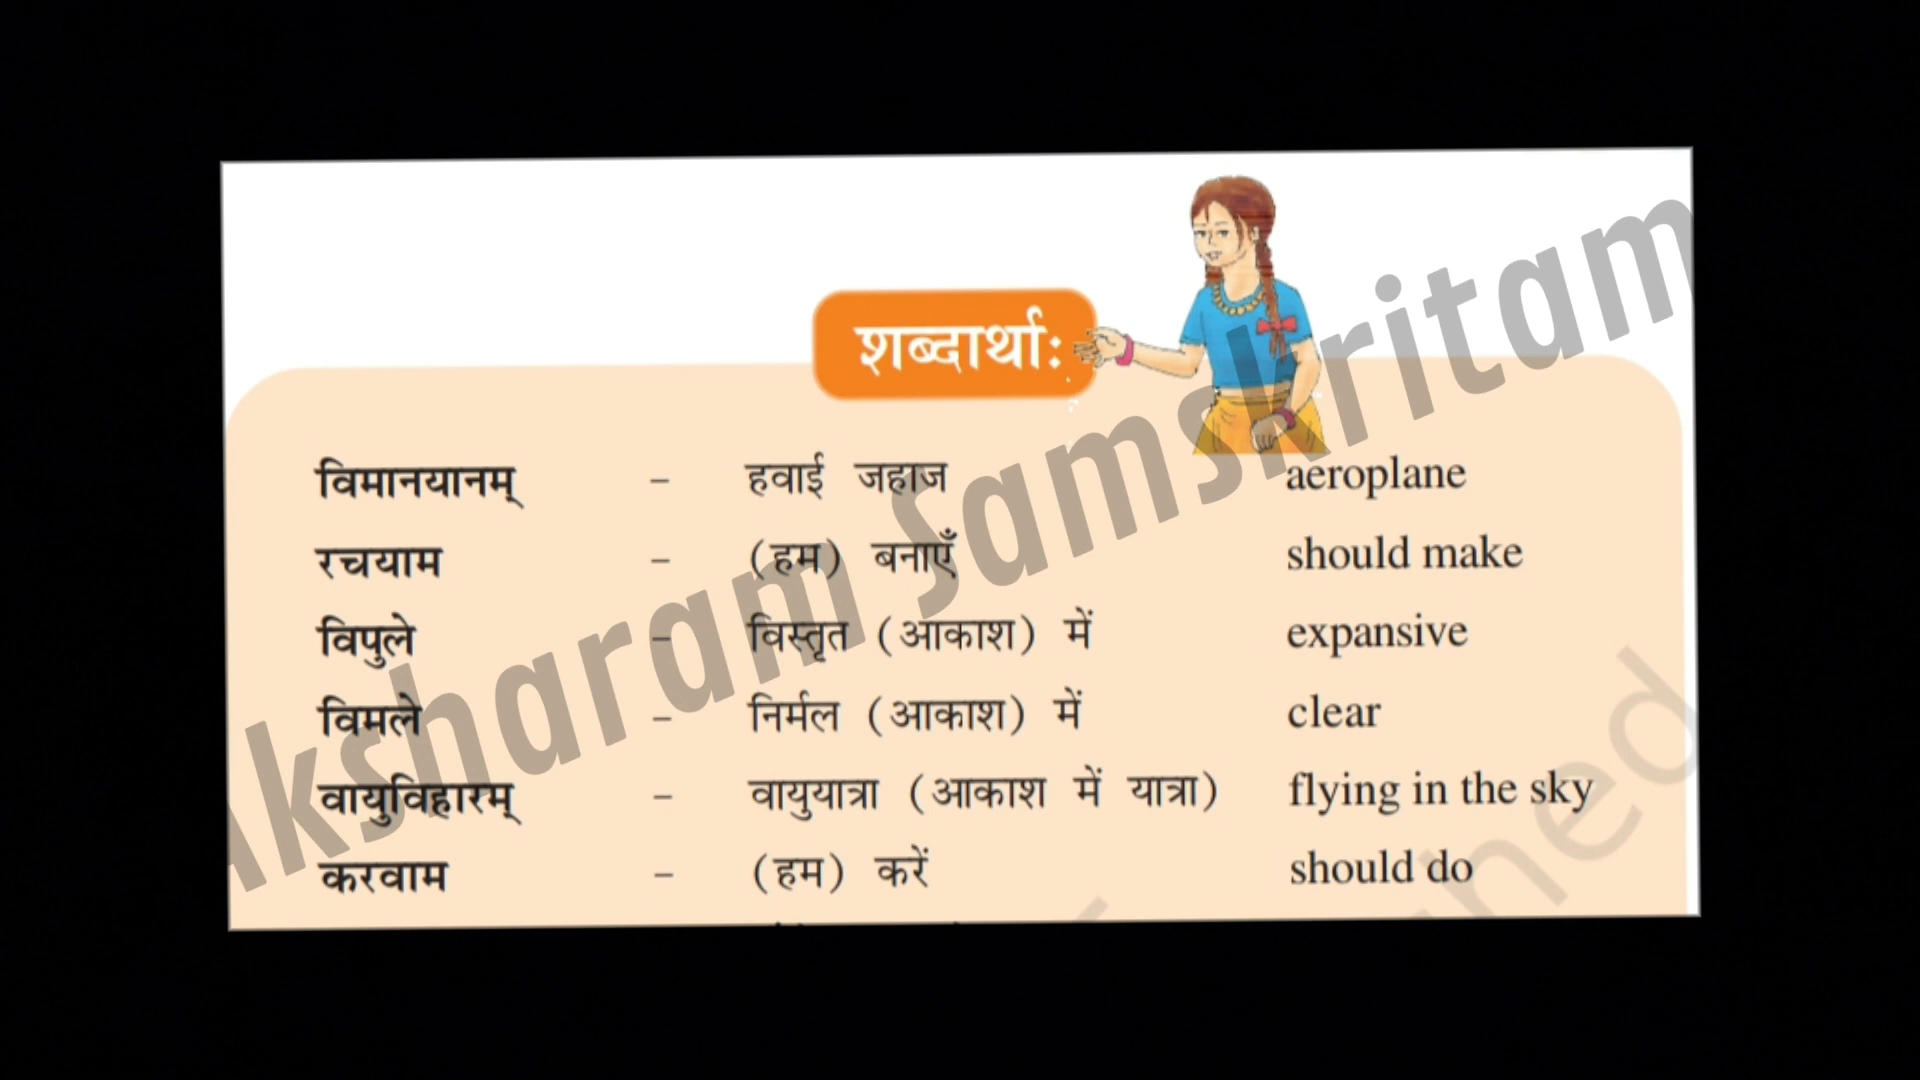 शब्दार्थाः
विमानयानम् – हवाई जहाज aeroplane
रचयाम – (हम) बनाएँ should make
विपुले – विस्तृत (आकाश) में expansive
विमले – निर्मल (आकाश) में clear
वायुविहारम् – वायुयात्रा (आकाश में यात्रा) flying in the sky
करवाम – (हम) करें should do
Aksharam Samskritam